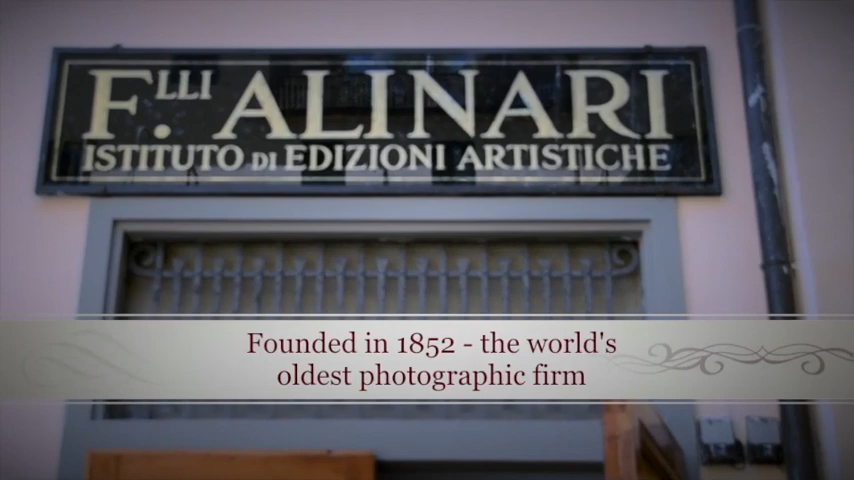 F.LLI ALINARI
ISTITUTO DI EDIZIONI ARTISTICHE
Founded in 1852 - the world's
oldest photographic firm